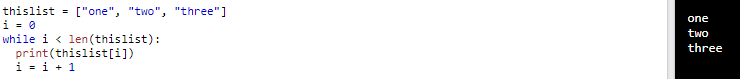 thislist = ["one", "two", "three"]
i = 0
while i < len(thislist):
  print(thislist[i])
  i = i + 1
one
two
three